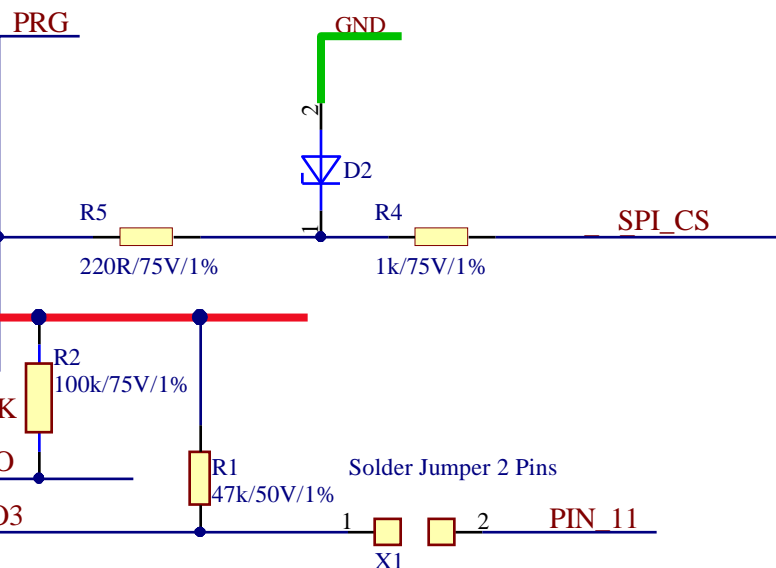 PRG
GND
2
D2
1
R5
R4
SPI_CS
220R/75V/1%
1k/75V/1%
R2
100k/75V/1%
K
O
R1
47k/50V/1%
Solder Jumper 2 Pins
O3
1
2
PIN_11
X1